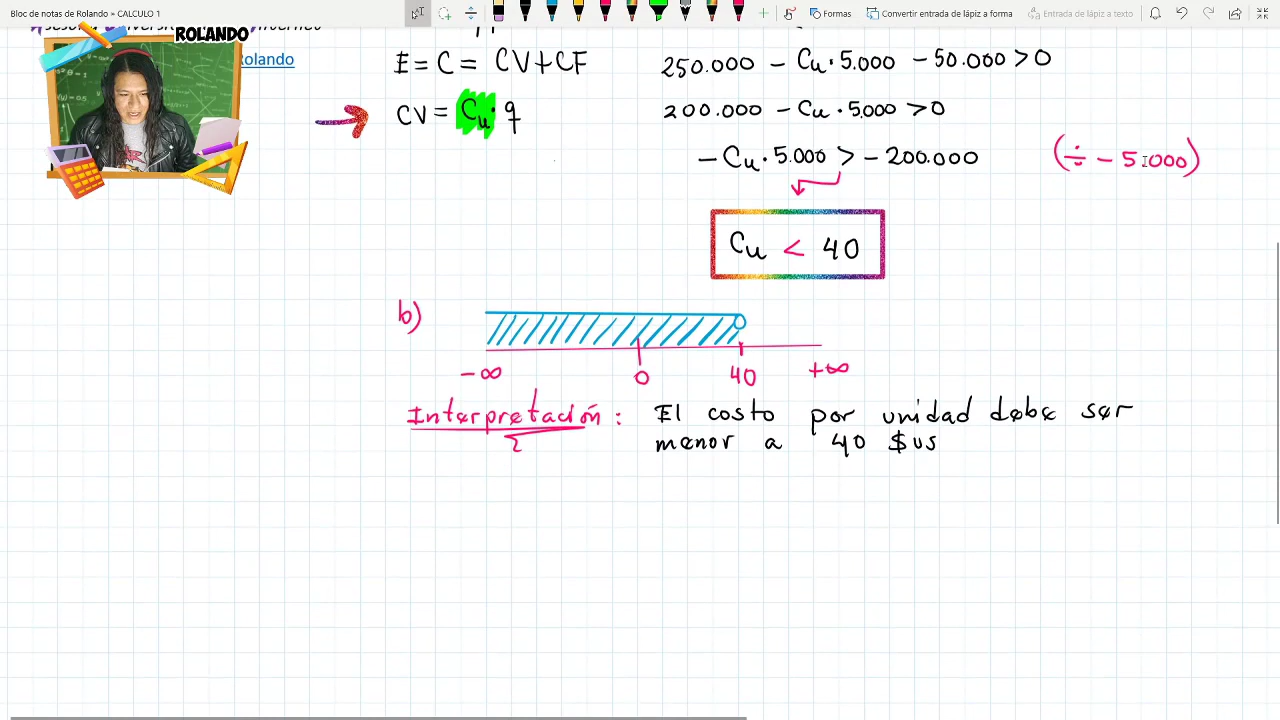 Bloc de notas de Rolando » CALCULO 1
Formas
Convertir entrada de lápiz a forma
Entrada de lápiz a texto
ROLANDO
Rolando
E = C = CV + CF
CV = Cu · q
250.000 - Cu · 5.000 - 50.000 > 0
200.000 - Cu · 5.000 > 0
- Cu · 5.000 > - 200.000
(÷ - 5.000)
Cu < 40
b)
- ∞ 0 40 + ∞
Interpretación: El costo por unidad debe ser
menor a 40 $us